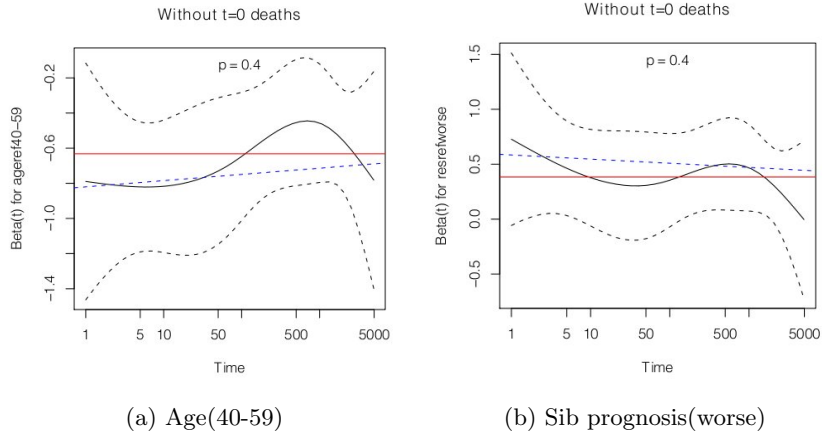 Without t=0 deaths
p = 0.4
Beta(t) for ageref40−59
−0.2
−0.6
−1.0
−1.4
1 5 10 50 500 5000
Time
(a) Age(40-59)
Without t=0 deaths
p = 0.4
Beta(t) for resrefworse
1.5
1.0
0.5
0.0
−0.5
1 5 10 50 500 5000
Time
(b) Sib prognosis(worse)